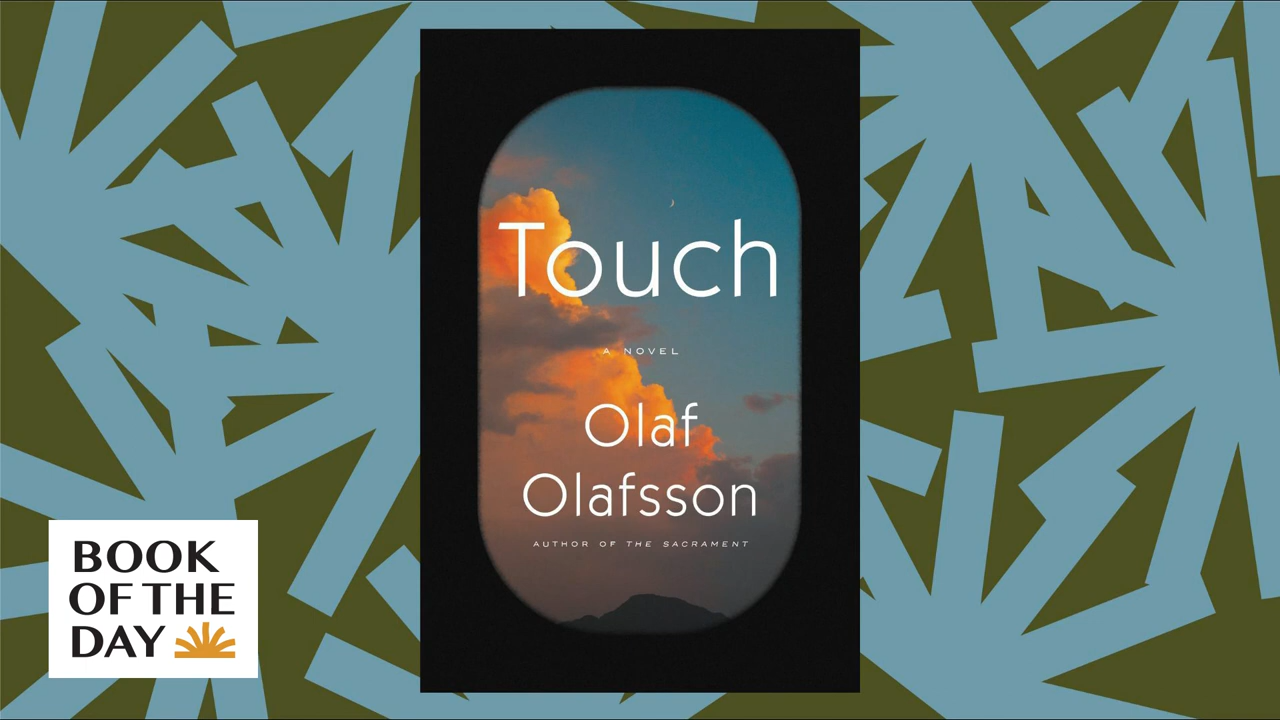 Touch
A NOVEL
Olaf
Olafsson
AUTHOR OF THE SACRAMENT
BOOK
OF THE
DAY